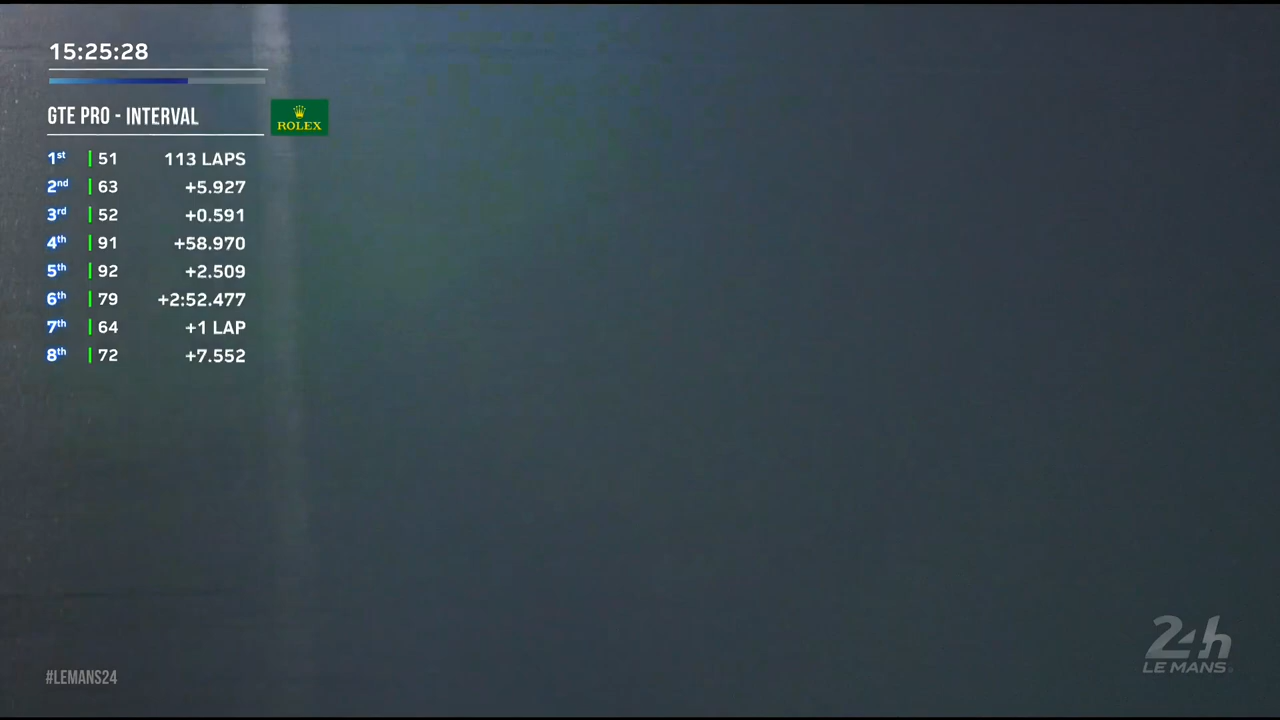 15:25:28
GTE PRO - INTERVAL
ROLEX
1st 51 113 LAPS
2nd 63 +5.927
3rd 52 +0.591
4th 91 +58.970
5th 92 +2.509
6th 79 +2:52.477
7th 64 +1 LAP
8th 72 +7.552
24h
LE MANS
#LEMANS24